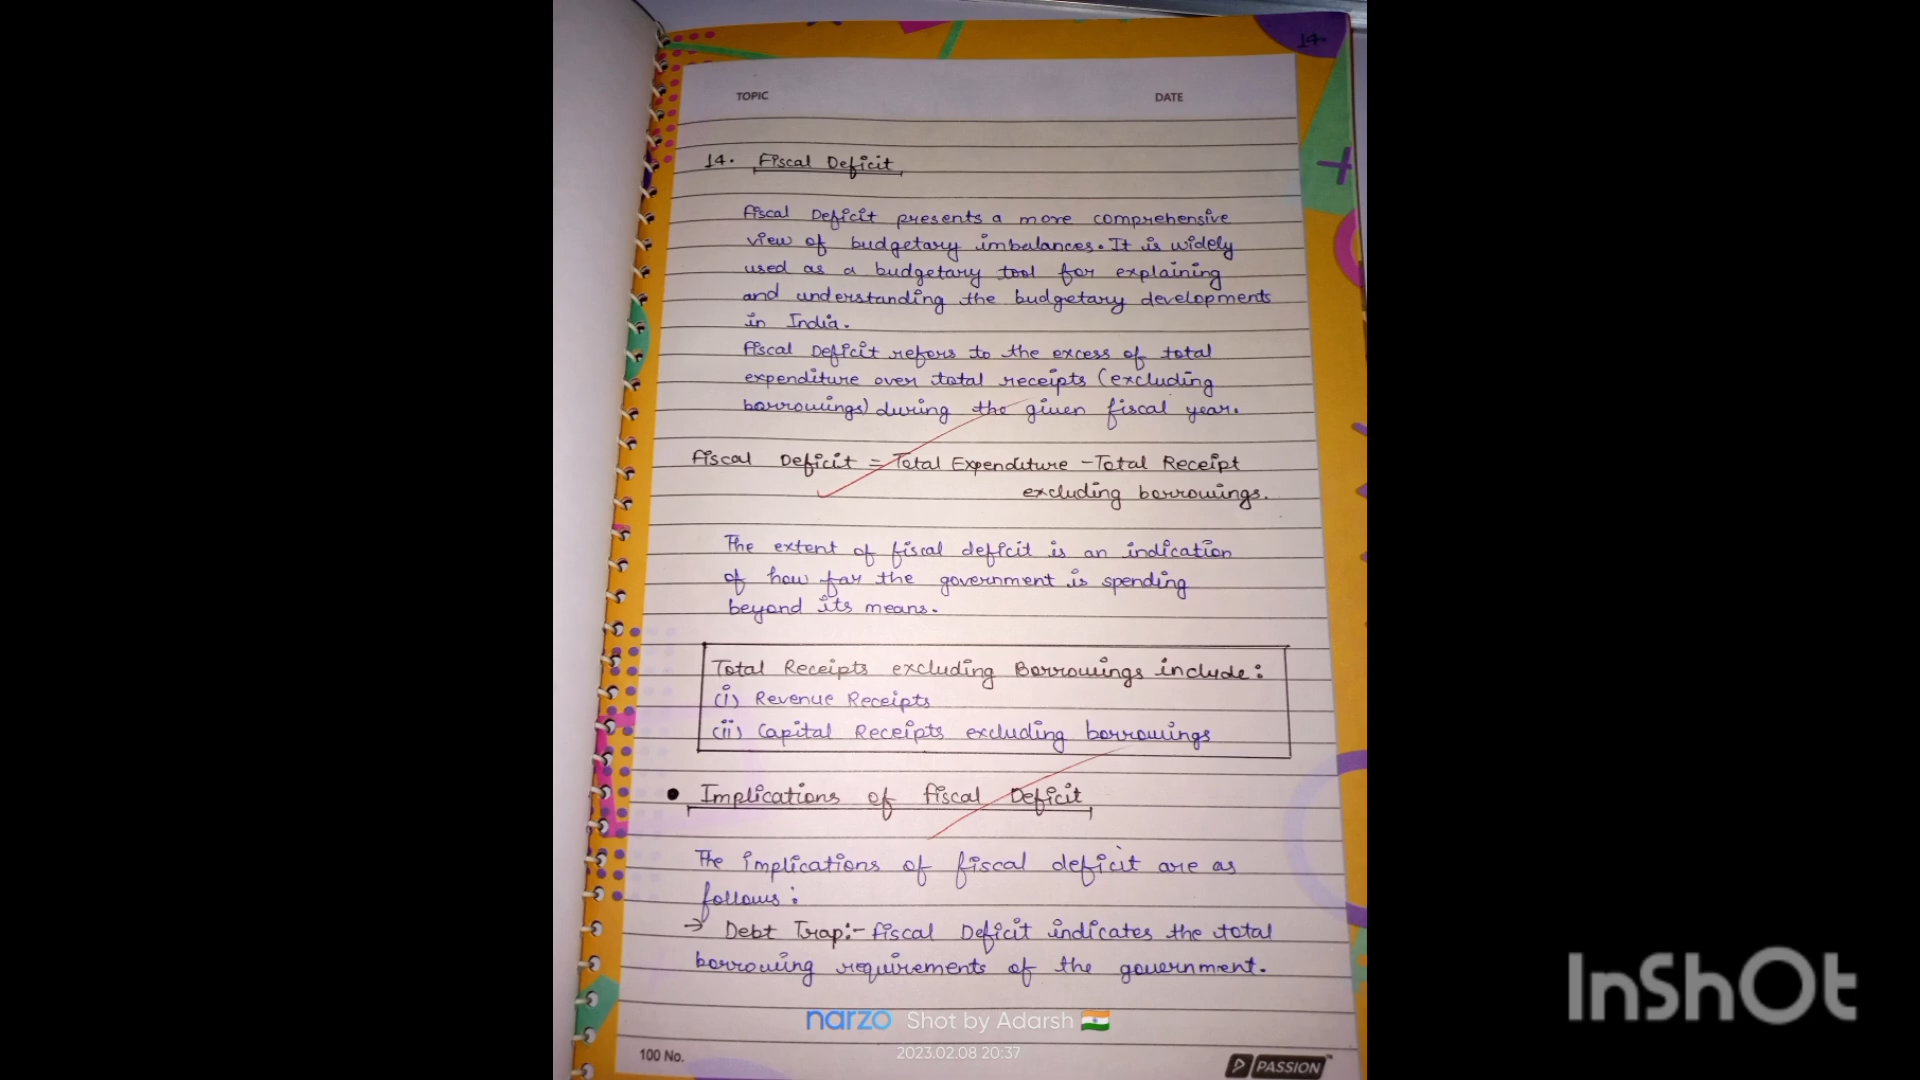 14.
TOPIC DATE
14. Fiscal Deficit
Fiscal Deficit presents a more comprehensive
view of budgetary imbalances. It is widely
used as a budgetary tool for explaining
and understanding the budgetary developments
in India.
Fiscal Deficit refers to the excess of total
expenditure over total receipts (excluding
borrowings) during the given fiscal year.
Fiscal Deficit = Total Expenditure - Total Receipt
excluding borrowings.
The extent of fiscal deficit is an indication
of how far the government is spending
beyond its means.
Total Receipts excluding Borrowings include:
(i) Revenue Receipts
(ii) Capital Receipts excluding borrowings
• Implications of fiscal Deficit
The implications of fiscal deficit are as
follows:
→ Debt Trap:- Fiscal Deficit indicates the total
borrowing requirements of the government.
narzo Shot by Adarsh 🇮🇳
2023.02.08 20:37
100 No.
PASSION™
InShOt